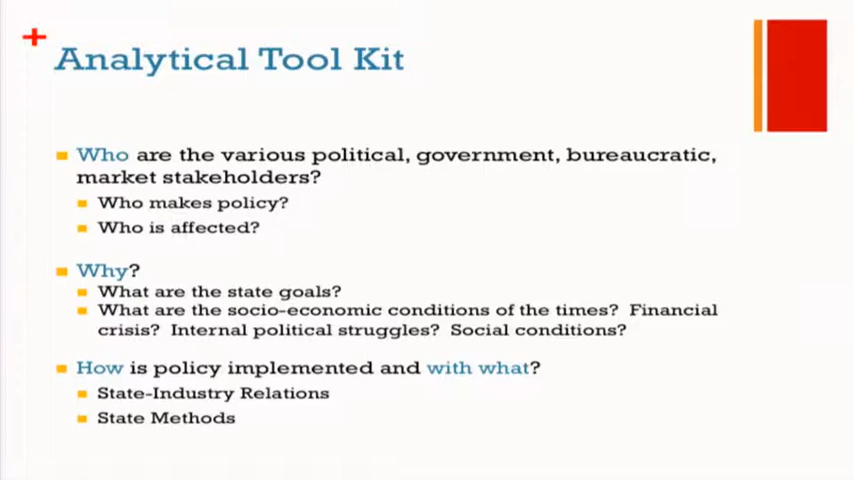 +
Analytical Tool Kit
Who are the various political, government, bureaucratic,
market stakeholders?
Who makes policy?
Who is affected?
Why?
What are the state goals?
What are the socio-economic conditions of the times? Financial
crisis? Internal political struggles? Social conditions?
How is policy implemented and with what?
State-Industry Relations
State Methods